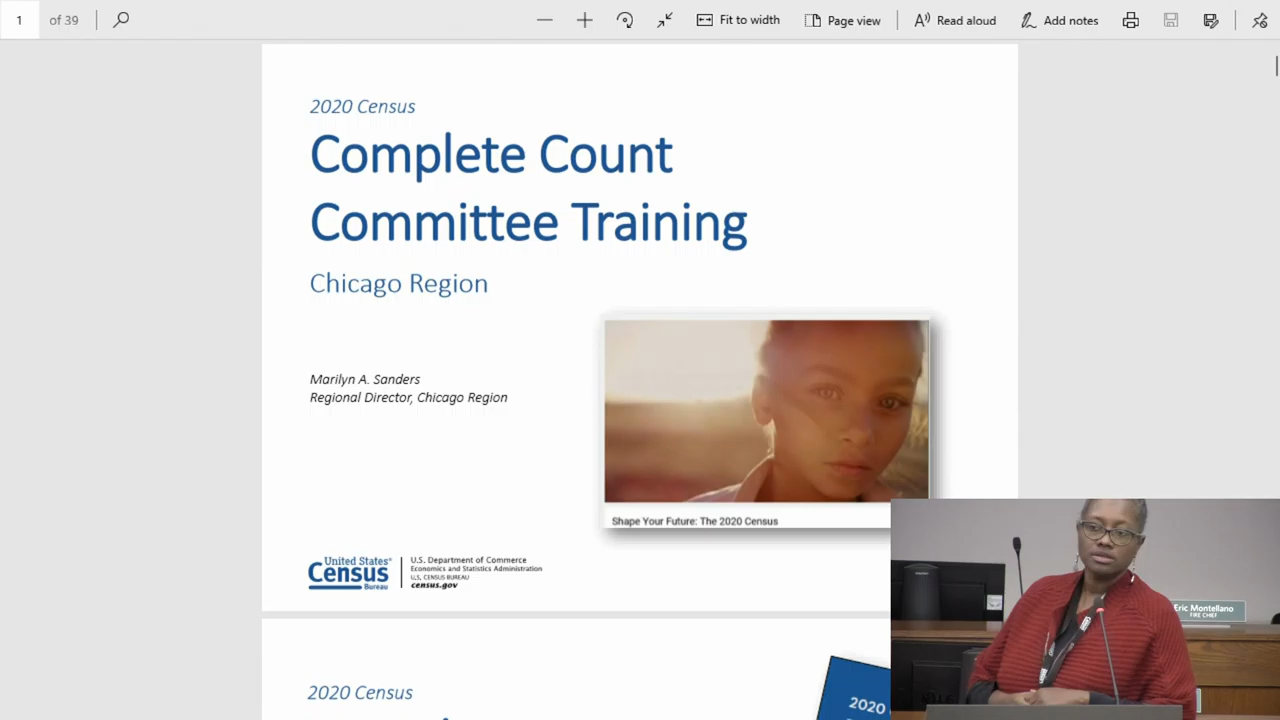 1 of 39
Fit to width
Page view
Read aloud
Add notes
2020 Census
Complete Count
Committee Training
Chicago Region
Marilyn A. Sanders
Regional Director, Chicago Region
Shape Your Future: The 2020 Census
United States®
Census
Bureau
U.S. Department of Commerce
Economics and Statistics Administration
U.S. CENSUS BUREAU
census.gov
Eric Montellano
FIRE CHIEF
2020 Census
2020